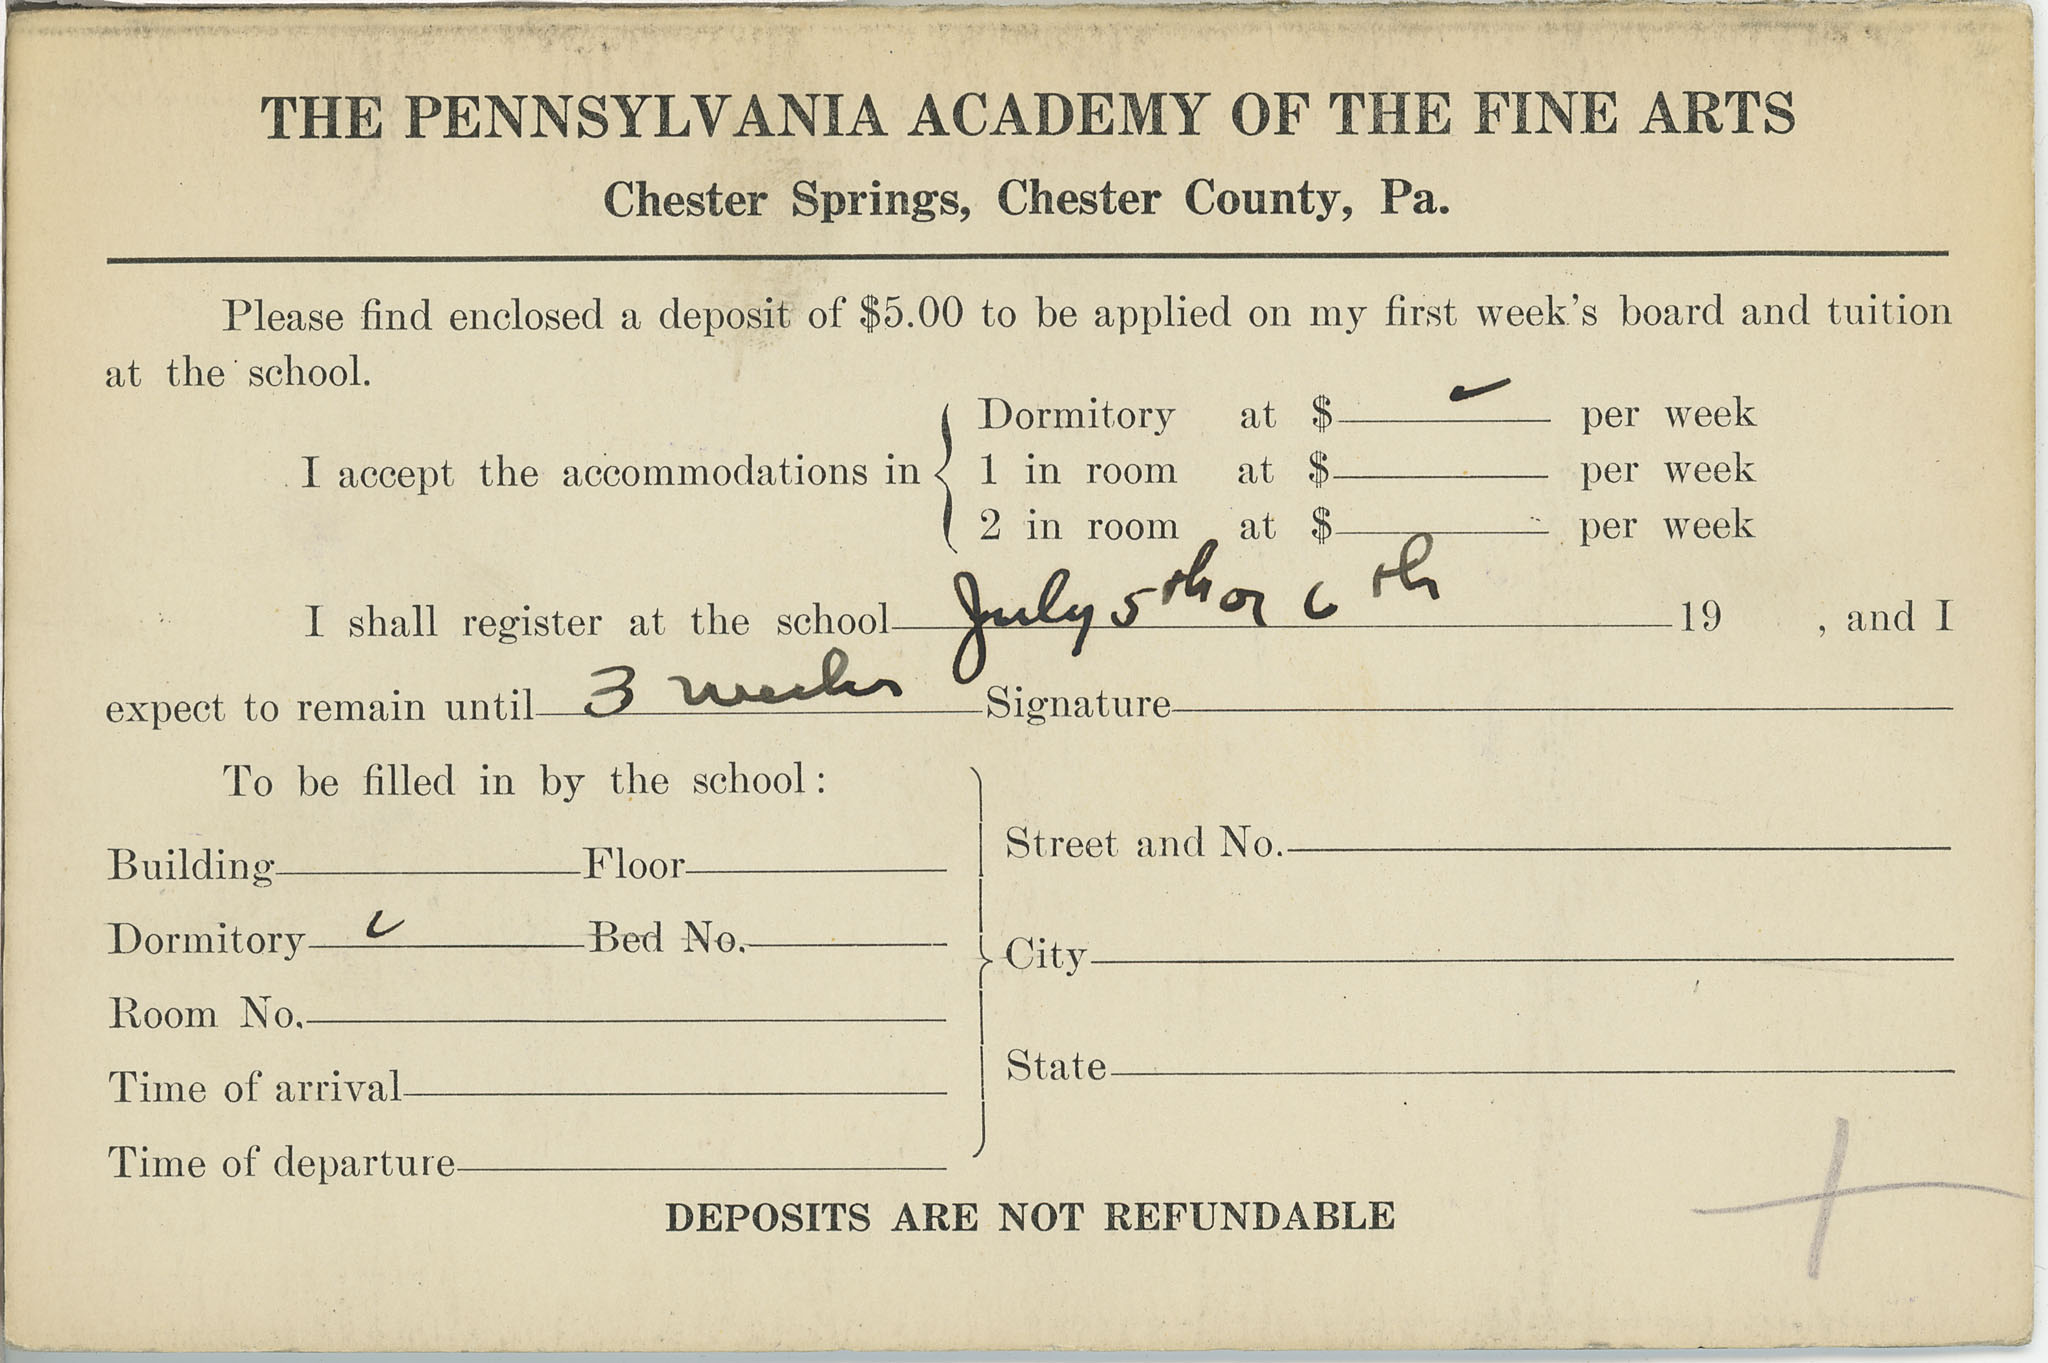 THE PENNSYLVANIA ACADEMY OF THE FINE ARTS
Chester Springs, Chester County, Pa.
Please find enclosed a deposit of $5.00 to be applied on my first week's board and tuition
at the school.
Dormitory at $ ✓ per week
I accept the accommodations in { 1 in room at $ per week
2 in room at $ per week
I shall register at the school July 5th or 6th 19 , and I
expect to remain until 3 weeks Signature
To be filled in by the school:
Building Floor
Dormitory ✓ Bed No.
Room No.
Time of arrival
Time of departure
Street and No.
City
State
DEPOSITS ARE NOT REFUNDABLE